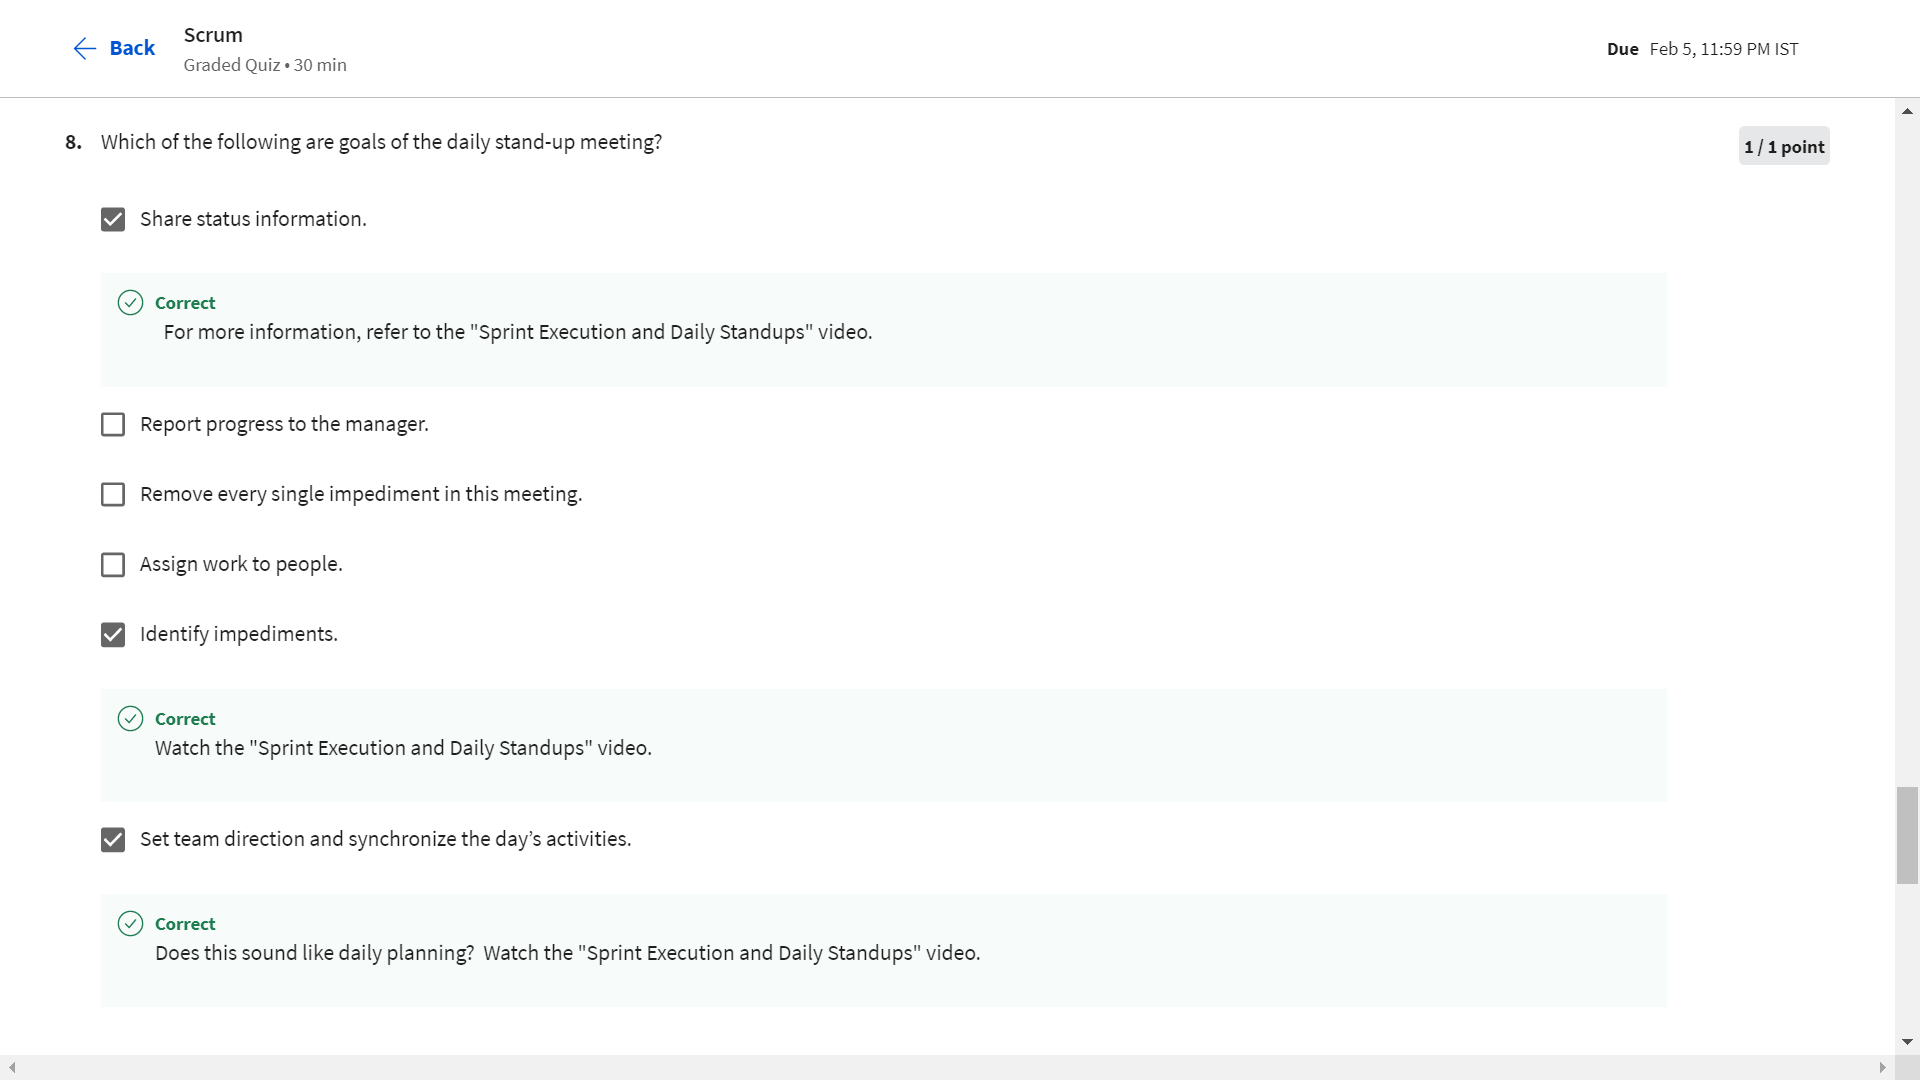 Back
Scrum
Graded Quiz • 30 min
Due Feb 5, 11:59 PM IST
8. Which of the following are goals of the daily stand-up meeting?
1 / 1 point
Share status information.
Correct
For more information, refer to the "Sprint Execution and Daily Standups" video.
Report progress to the manager.
Remove every single impediment in this meeting.
Assign work to people.
Identify impediments.
Correct
Watch the "Sprint Execution and Daily Standups" video.
Set team direction and synchronize the day’s activities.
Correct
Does this sound like daily planning?  Watch the "Sprint Execution and Daily Standups" video.